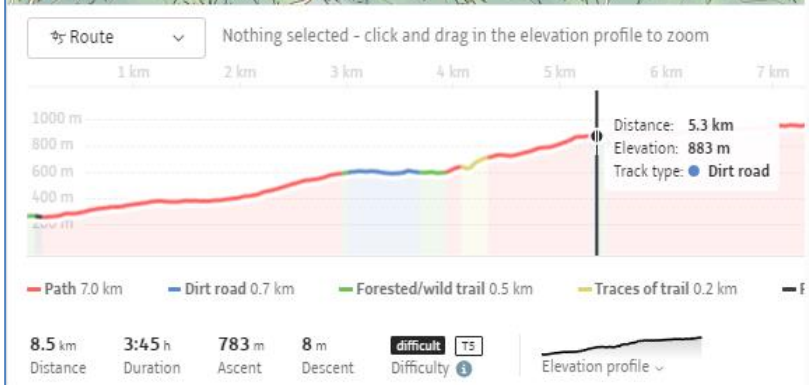 Route
Nothing selected - click and drag in the elevation profile to zoom
1 km 2 km 3 km 4 km 5 km 6 km 7 km
1000 m
800 m
600 m
400 m
200 m
Distance: 5.3 km
Elevation: 883 m
Track type: Dirt road
Path 7.0 km Dirt road 0.7 km Forested/wild trail 0.5 km Traces of trail 0.2 km
8.5 km 3:45 h 783 m 8 m difficult T5
Distance Duration Ascent Descent Difficulty i Elevation profile